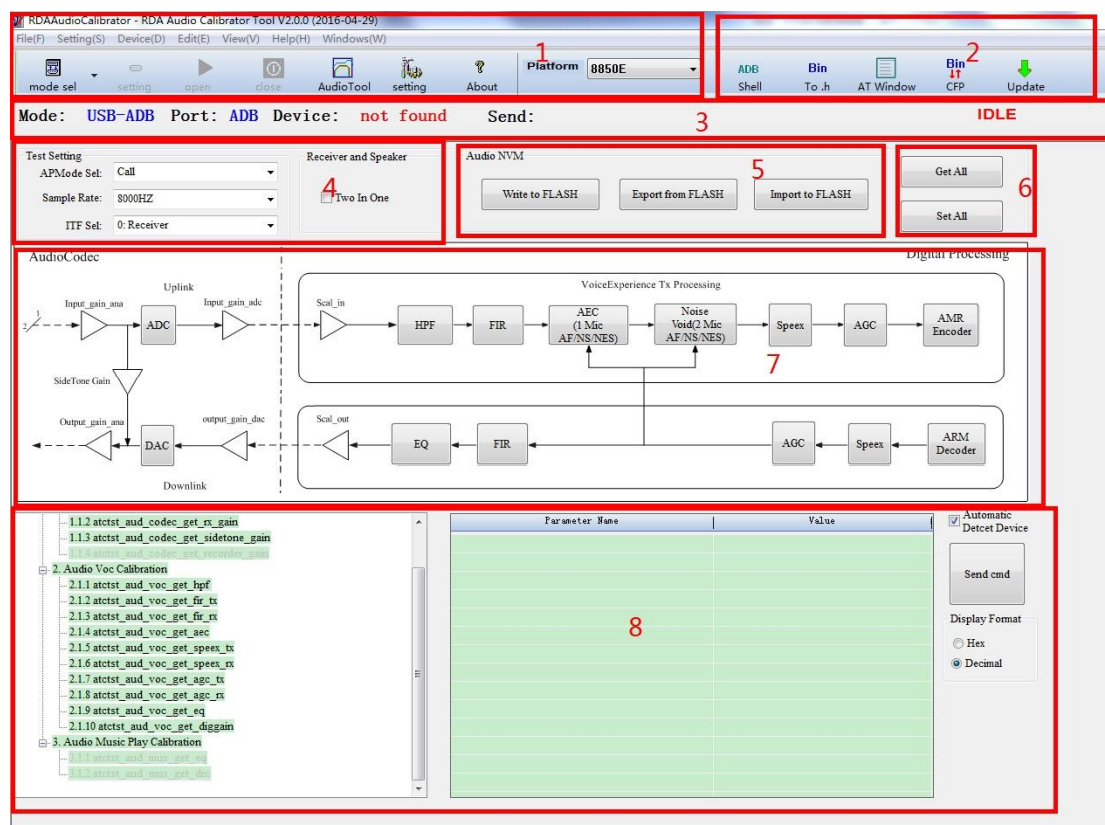 RDAAudioCalibrator - RDA Audio Calibrator Tool V2.0.0 (2016-04-29)
File(F) Setting(S) Device(D) Edit(E) View(V) Help(H) Windows(W)
1
2
mode sel
setting
open
close
AudioTool
setting
?
About
Platform 8850E
ADB
Shell
Bin
To .h
AT Window
Bin
CFP
Update
Mode: USB-ADB Port: ADB Device: not found Send:
3
IDLE
Test Setting
APMode Sel: Call
Sample Rate: 8000HZ
ITF Sel: 0: Receiver
Receiver and Speaker
4
Two In One
Audio NVM
5
Write to FLASH
Export from FLASH
Import to FLASH
Get All
6
Set All
AudioCodec
Digital Processing
Uplink
VoiceExperience Tx Processing
1
2
Input_gain_ana
ADC
Input_gain_adc
Scal_in
HPF
FIR
AEC
(1 Mic
AF/NS/NES)
Noise
Void(2 Mic
AF/NS/NES)
Speex
AGC
AMR
Encoder
7
SideTone Gain
Output_gain_ana
DAC
output_gain_dac
Scal_out
EQ
FIR
AGC
Speex
ARM
Decoder
Downlink
1.1.2 atctst_aud_codec_get_rx_gain
1.1.3 atctst_aud_codec_get_sidetone_gain
1.1.4 atctst_aud_codec_get_recorder_gain
2. Audio Voc Calibration
2.1.1 atctst_aud_voc_get_hpf
2.1.2 atctst_aud_voc_get_fir_tx
2.1.3 atctst_aud_voc_get_fir_rx
2.1.4 atctst_aud_voc_get_aec
2.1.5 atctst_aud_voc_get_speex_tx
2.1.6 atctst_aud_voc_get_speex_rx
2.1.7 atctst_aud_voc_get_agc_tx
2.1.8 atctst_aud_voc_get_agc_rx
2.1.9 atctst_aud_voc_get_eq
2.1.10 atctst_aud_voc_get_diggain
3. Audio Music Play Calibration
3.1.1 atctst_aud_mus_get_eq
3.1.2 atctst_aud_mus_get_drc
Parameter Name
Value
8
Automatic
Detcet Device
Send cmd
Display Format
Hex
Decimal